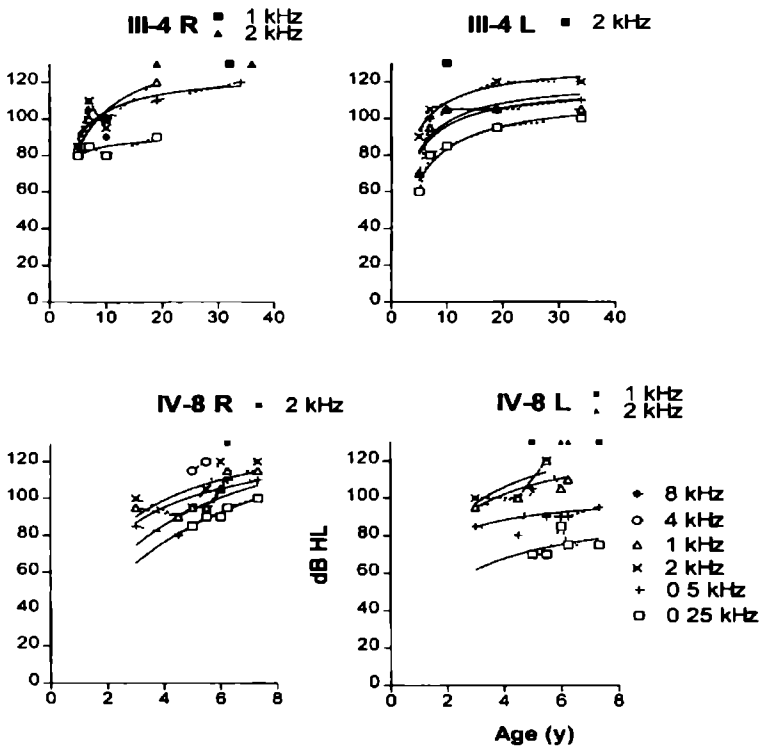 III-4 R ■ 1 kHz
▲ 2 kHz
III-4 L ■ 2 kHz
120
100
80
60
40
20
0
0 10 20 30 40
120
100
80
60
40
20
0
0 10 20 30 40
IV-8 R ▪ 2 kHz
IV-8 L ▪ 1 kHz
▲ 2 kHz
120
100
80
60
40
20
0
0 2 4 6 8
dB HL
120
100
80
60
40
20
0
0 2 4 6 8
Age (y)
8 kHz
4 kHz
1 kHz
2 kHz
0 5 kHz
0 25 kHz